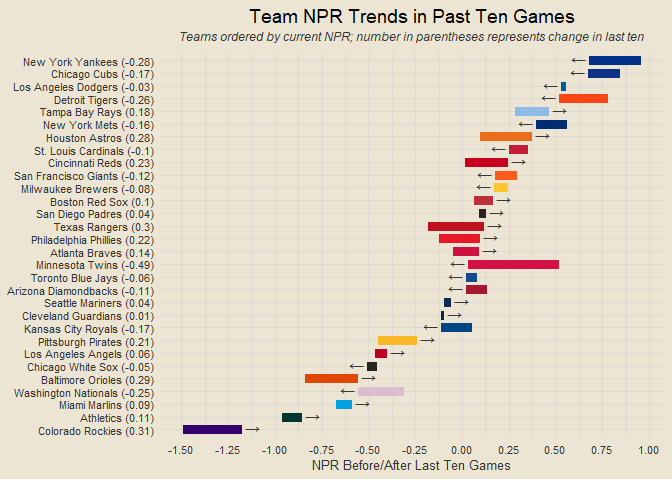 Team NPR Trends in Past Ten Games
Teams ordered by current NPR; number in parentheses represents change in last ten
New York Yankees (-0.28)
Chicago Cubs (-0.17)
Los Angeles Dodgers (-0.03)
Detroit Tigers (-0.26)
Tampa Bay Rays (0.18)
New York Mets (-0.16)
Houston Astros (0.28)
St. Louis Cardinals (-0.1)
Cincinnati Reds (0.23)
San Francisco Giants (-0.12)
Milwaukee Brewers (-0.08)
Boston Red Sox (0.1)
San Diego Padres (0.04)
Texas Rangers (0.3)
Philadelphia Phillies (0.22)
Atlanta Braves (0.14)
Minnesota Twins (-0.49)
Toronto Blue Jays (-0.06)
Arizona Diamondbacks (-0.11)
Seattle Mariners (0.04)
Cleveland Guardians (0.01)
Kansas City Royals (-0.17)
Pittsburgh Pirates (0.21)
Los Angeles Angels (0.06)
Chicago White Sox (-0.05)
Baltimore Orioles (0.29)
Washington Nationals (-0.25)
Miami Marlins (0.09)
Athletics (0.11)
Colorado Rockies (0.31)
-1.50 -1.25 -1.00 -0.75 -0.50 -0.25 0.00 0.25 0.50 0.75 1.00
NPR Before/After Last Ten Games